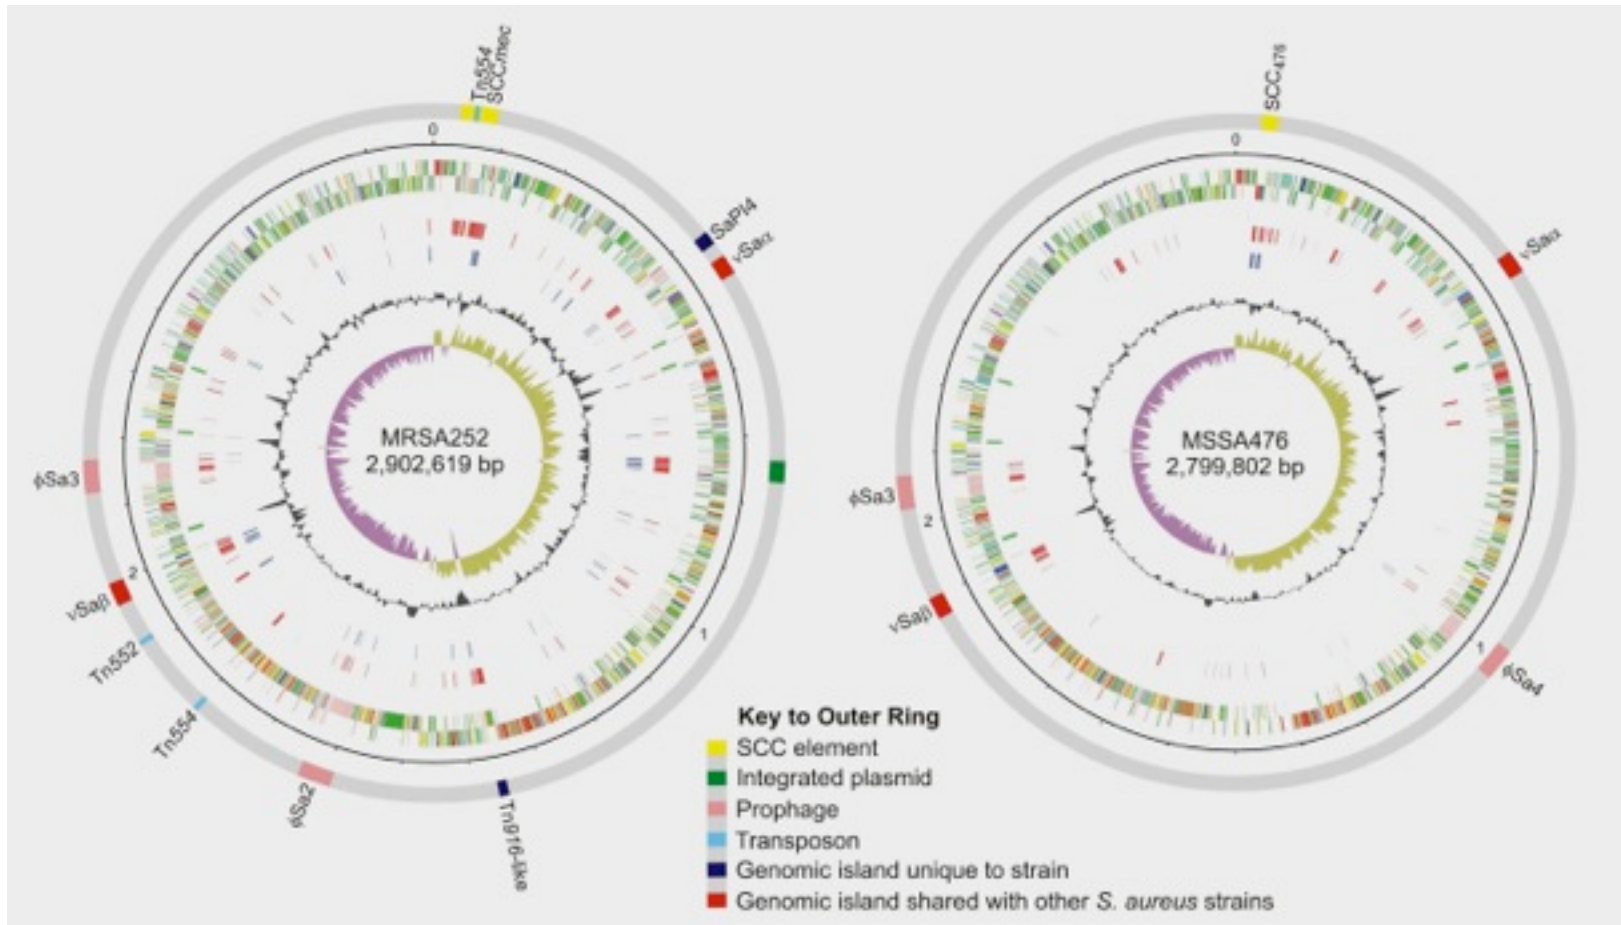 Tn554
SCCmec
0
SaPI4
νSaα
MRSA252
2,902,619 bp
φSa3
2
νSaβ
Tn552
Tn554
φSa2
Tn916-like
1
SCC476
0
νSaα
MSSA476
2,799,802 bp
φSa3
2
νSaβ
1
φSa4
Key to Outer Ring
SCC element
Integrated plasmid
Prophage
Transposon
Genomic island unique to strain
Genomic island shared with other S. aureus strains